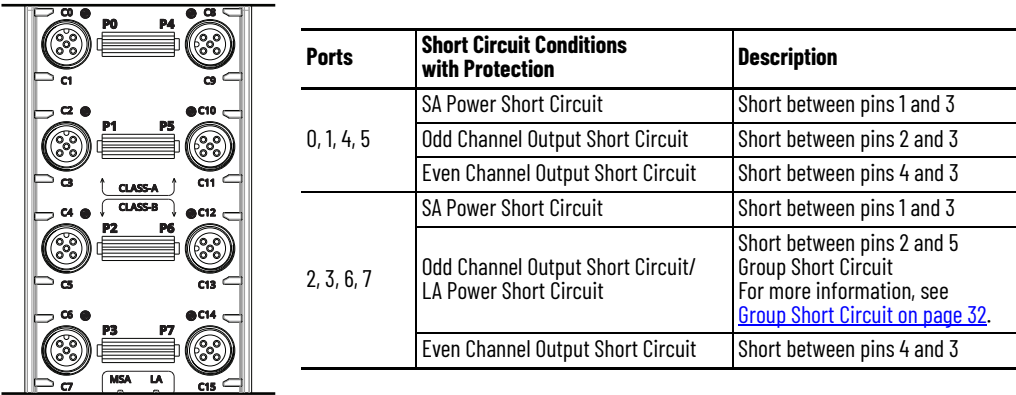 C0 C8
P0 P4
C1 C9
C2 C10
P1 P5
C3 C11
CLASS-A
CLASS-B
C4 C12
P2 P6
C5 C13
C6 C14
P3 P7
MSA LA
C7 C15
Ports
Short Circuit Conditions
with Protection
Description
0, 1, 4, 5
SA Power Short Circuit
Short between pins 1 and 3
Odd Channel Output Short Circuit
Short between pins 2 and 3
Even Channel Output Short Circuit
Short between pins 4 and 3
2, 3, 6, 7
SA Power Short Circuit
Short between pins 1 and 3
Odd Channel Output Short Circuit/
LA Power Short Circuit
Short between pins 2 and 5
Group Short Circuit
For more information, see
Group Short Circuit on page 32.
Even Channel Output Short Circuit
Short between pins 4 and 3